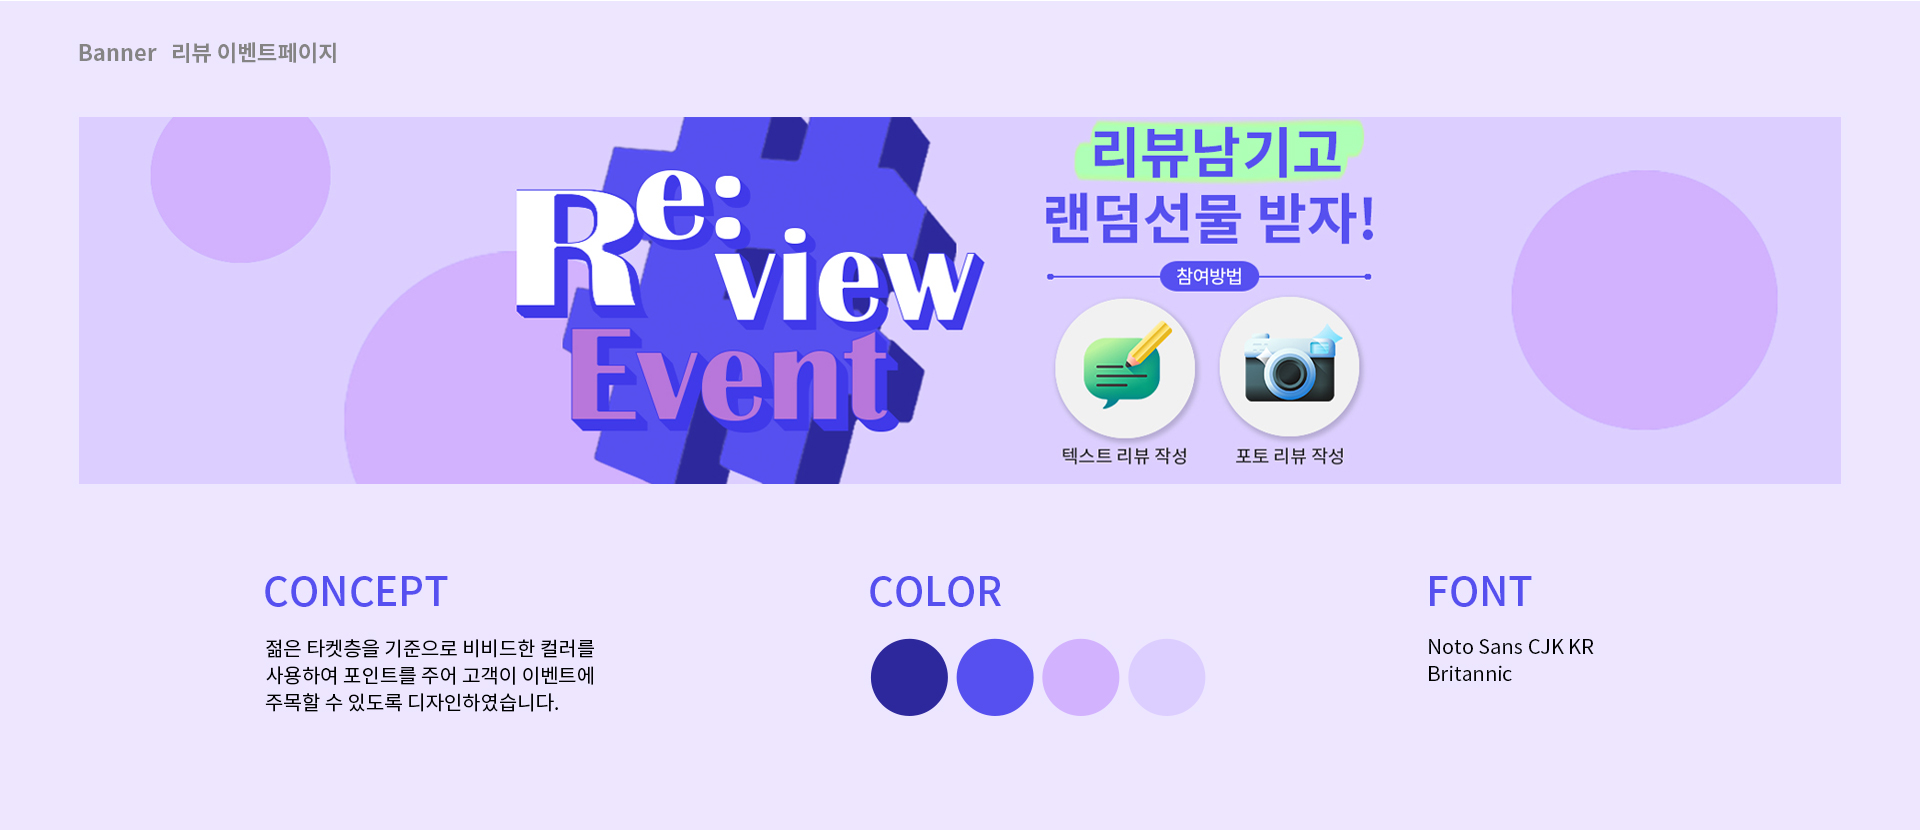 Banner 리뷰 이벤트페이지
Re:
view
Event
리뷰남기고
랜덤선물 받자!
참여방법
텍스트 리뷰 작성
포토 리뷰 작성
CONCEPT
젊은 타켓층을 기준으로 비비드한 컬러를
사용하여 포인트를 주어 고객이 이벤트에
주목할 수 있도록 디자인하였습니다.
COLOR
FONT
Noto Sans CJK KR
Britannic